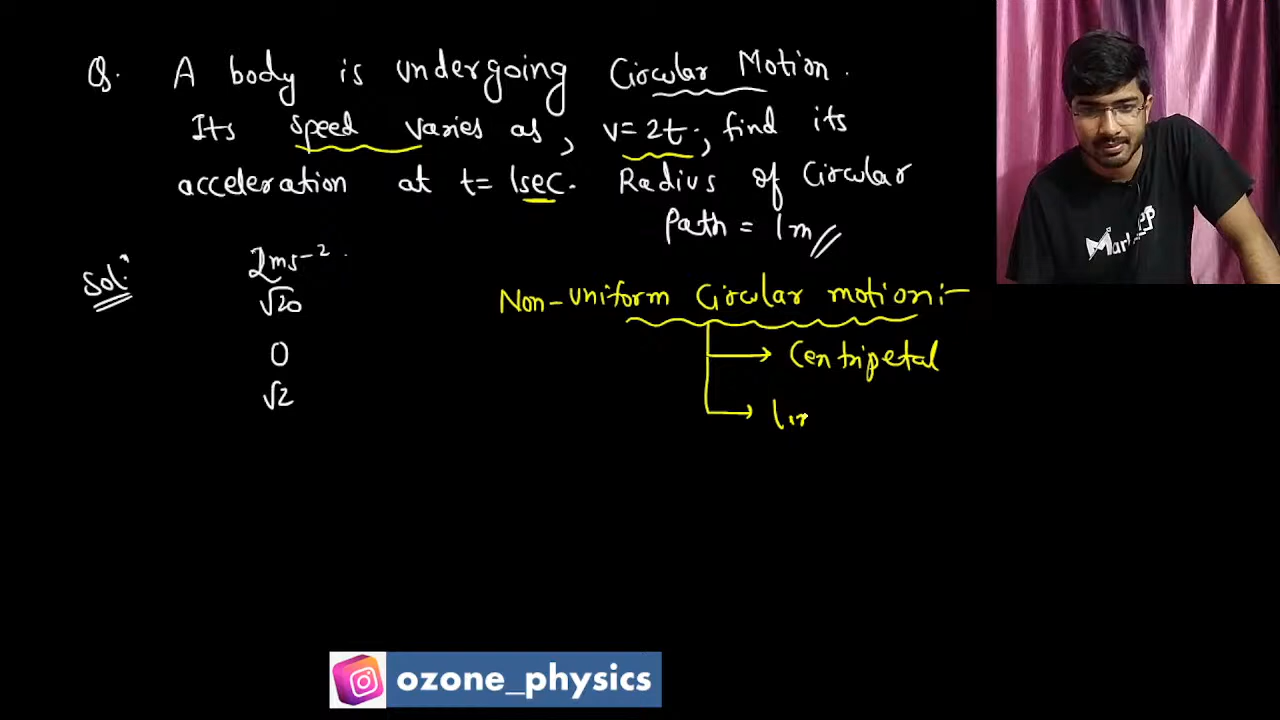 Q. A body is undergoing Circular Motion.
Its speed varies as, v=2t, find its
acceleration at t= 1sec. Radius of Circular
Path = 1m
Sol:
2ms⁻²
√20
0
√2
Non-uniform Circular motion:-
Centripetal
lin
ozone_physics